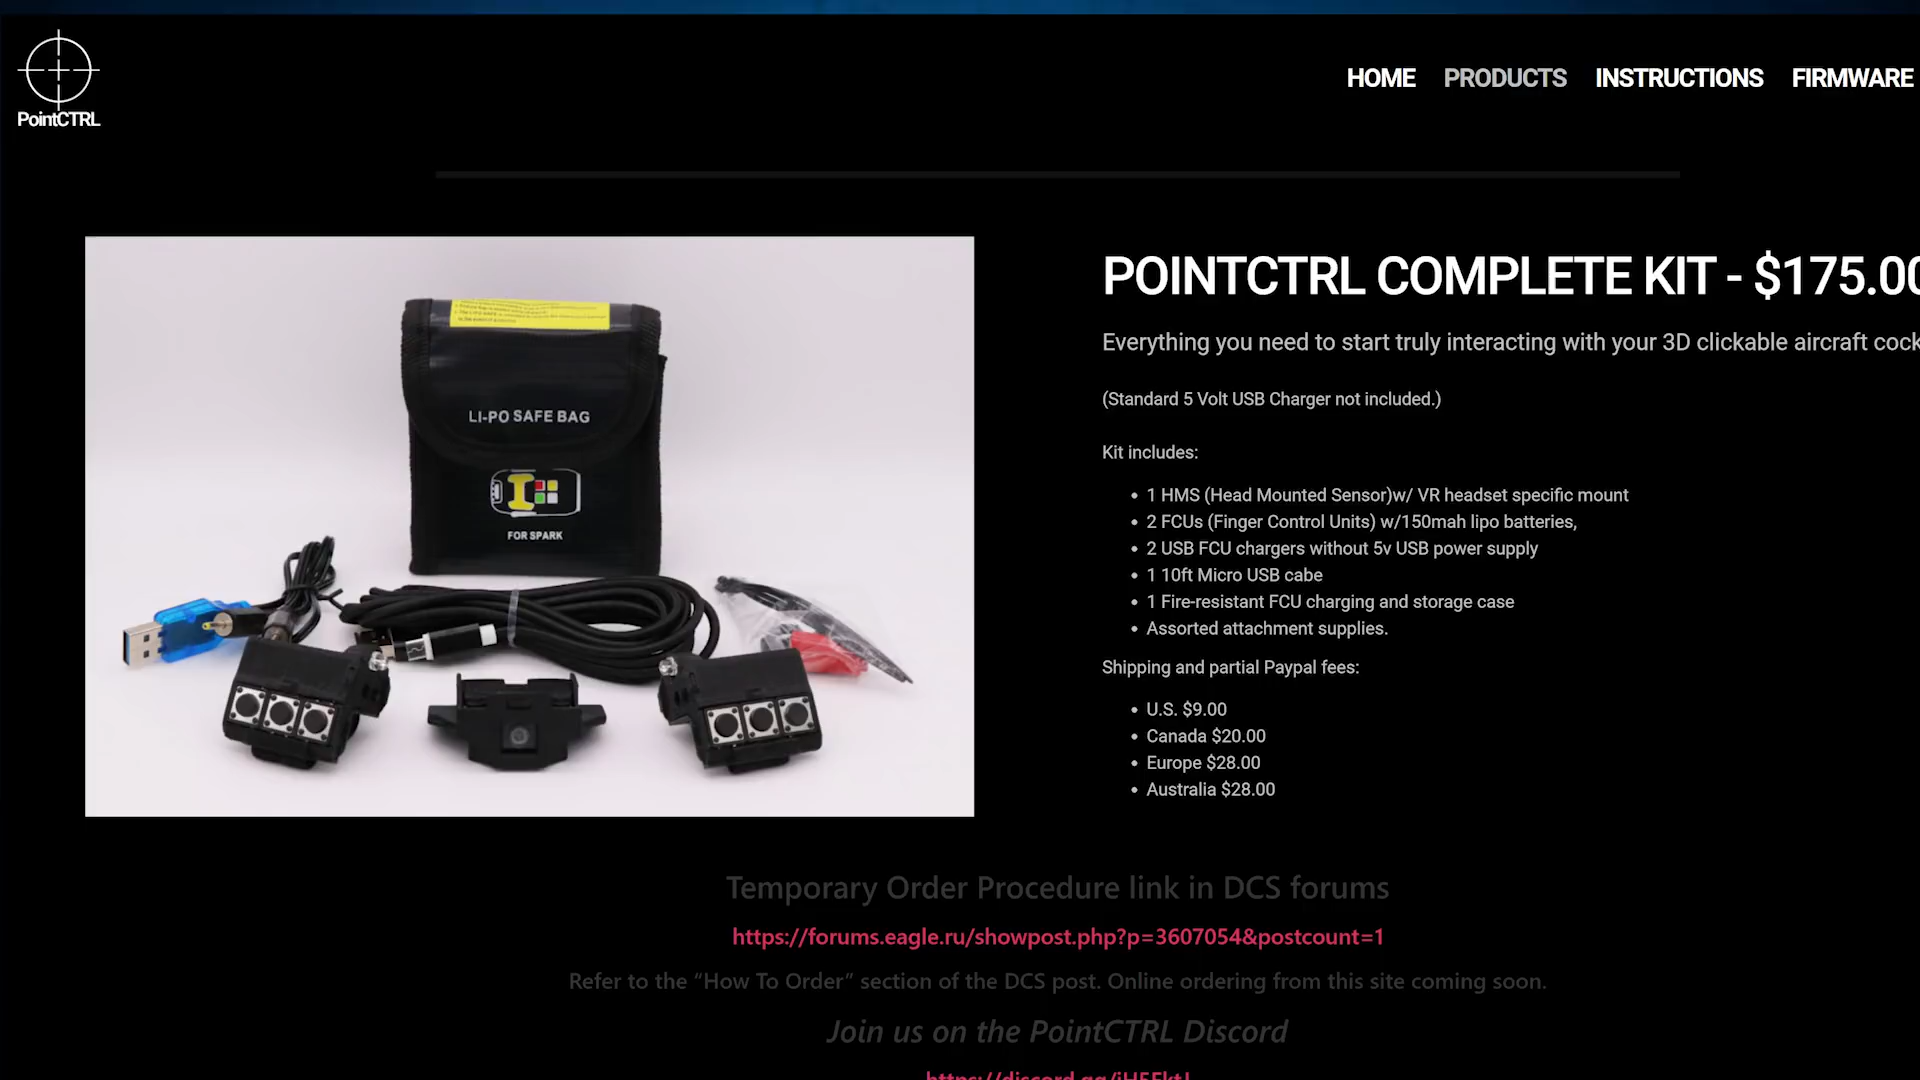 PointCTRL
HOME PRODUCTS INSTRUCTIONS FIRMWARE
LI-PO SAFE BAG
FOR SPARK
POINTCTRL COMPLETE KIT - $175.00
Everything you need to start truly interacting with your 3D clickable aircraft cock
(Standard 5 Volt USB Charger not included.)
Kit includes:
• 1 HMS (Head Mounted Sensor)w/ VR headset specific mount
• 2 FCUs (Finger Control Units) w/150mah lipo batteries,
• 2 USB FCU chargers without 5v USB power supply
• 1 10ft Micro USB cabe
• 1 Fire-resistant FCU charging and storage case
• Assorted attachment supplies.
Shipping and partial Paypal fees:
• U.S. $9.00
• Canada $20.00
• Europe $28.00
• Australia $28.00
Temporary Order Procedure link in DCS forums
https://forums.eagle.ru/showpost.php?p=3607054&postcount=1
Refer to the “How To Order” section of the DCS post. Online ordering from this site coming soon.
Join us on the PointCTRL Discord